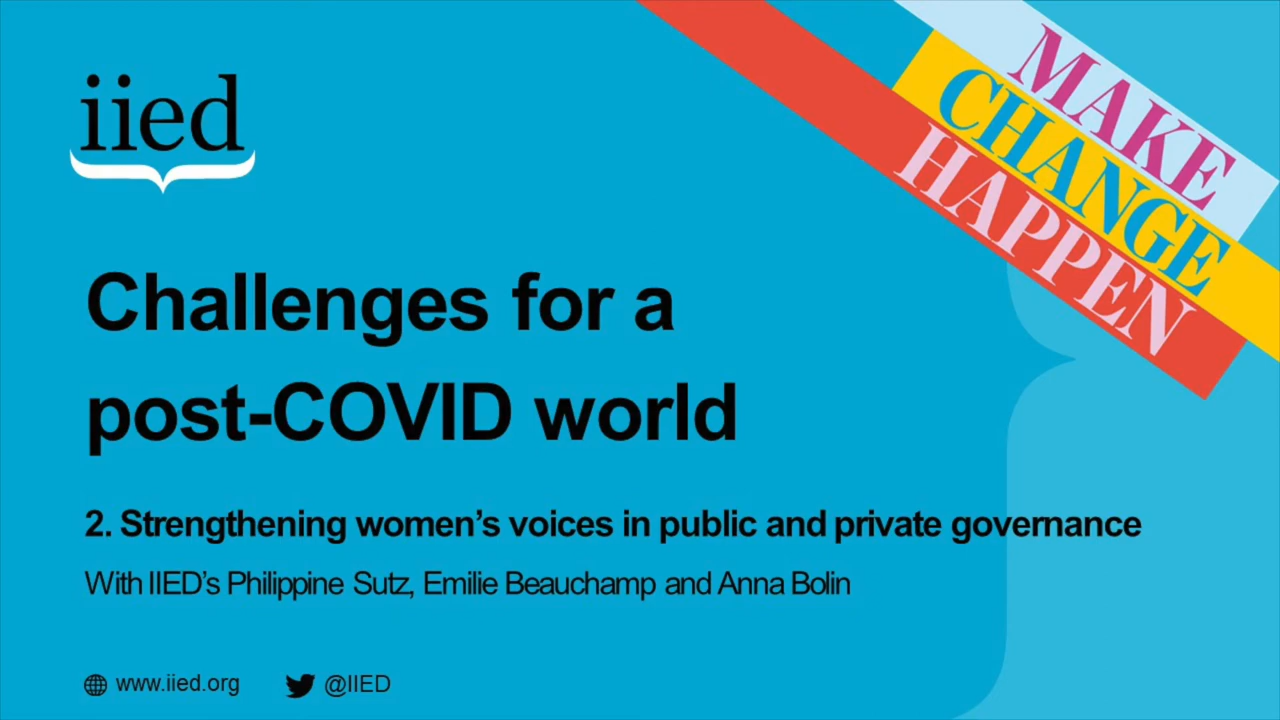 iied
MAKE
CHANGE
HAPPEN
Challenges for a
post-COVID world
2. Strengthening women's voices in public and private governance
With IIED's Philippine Sutz, Emilie Beauchamp and Anna Bolin
www.iied.org @IIED